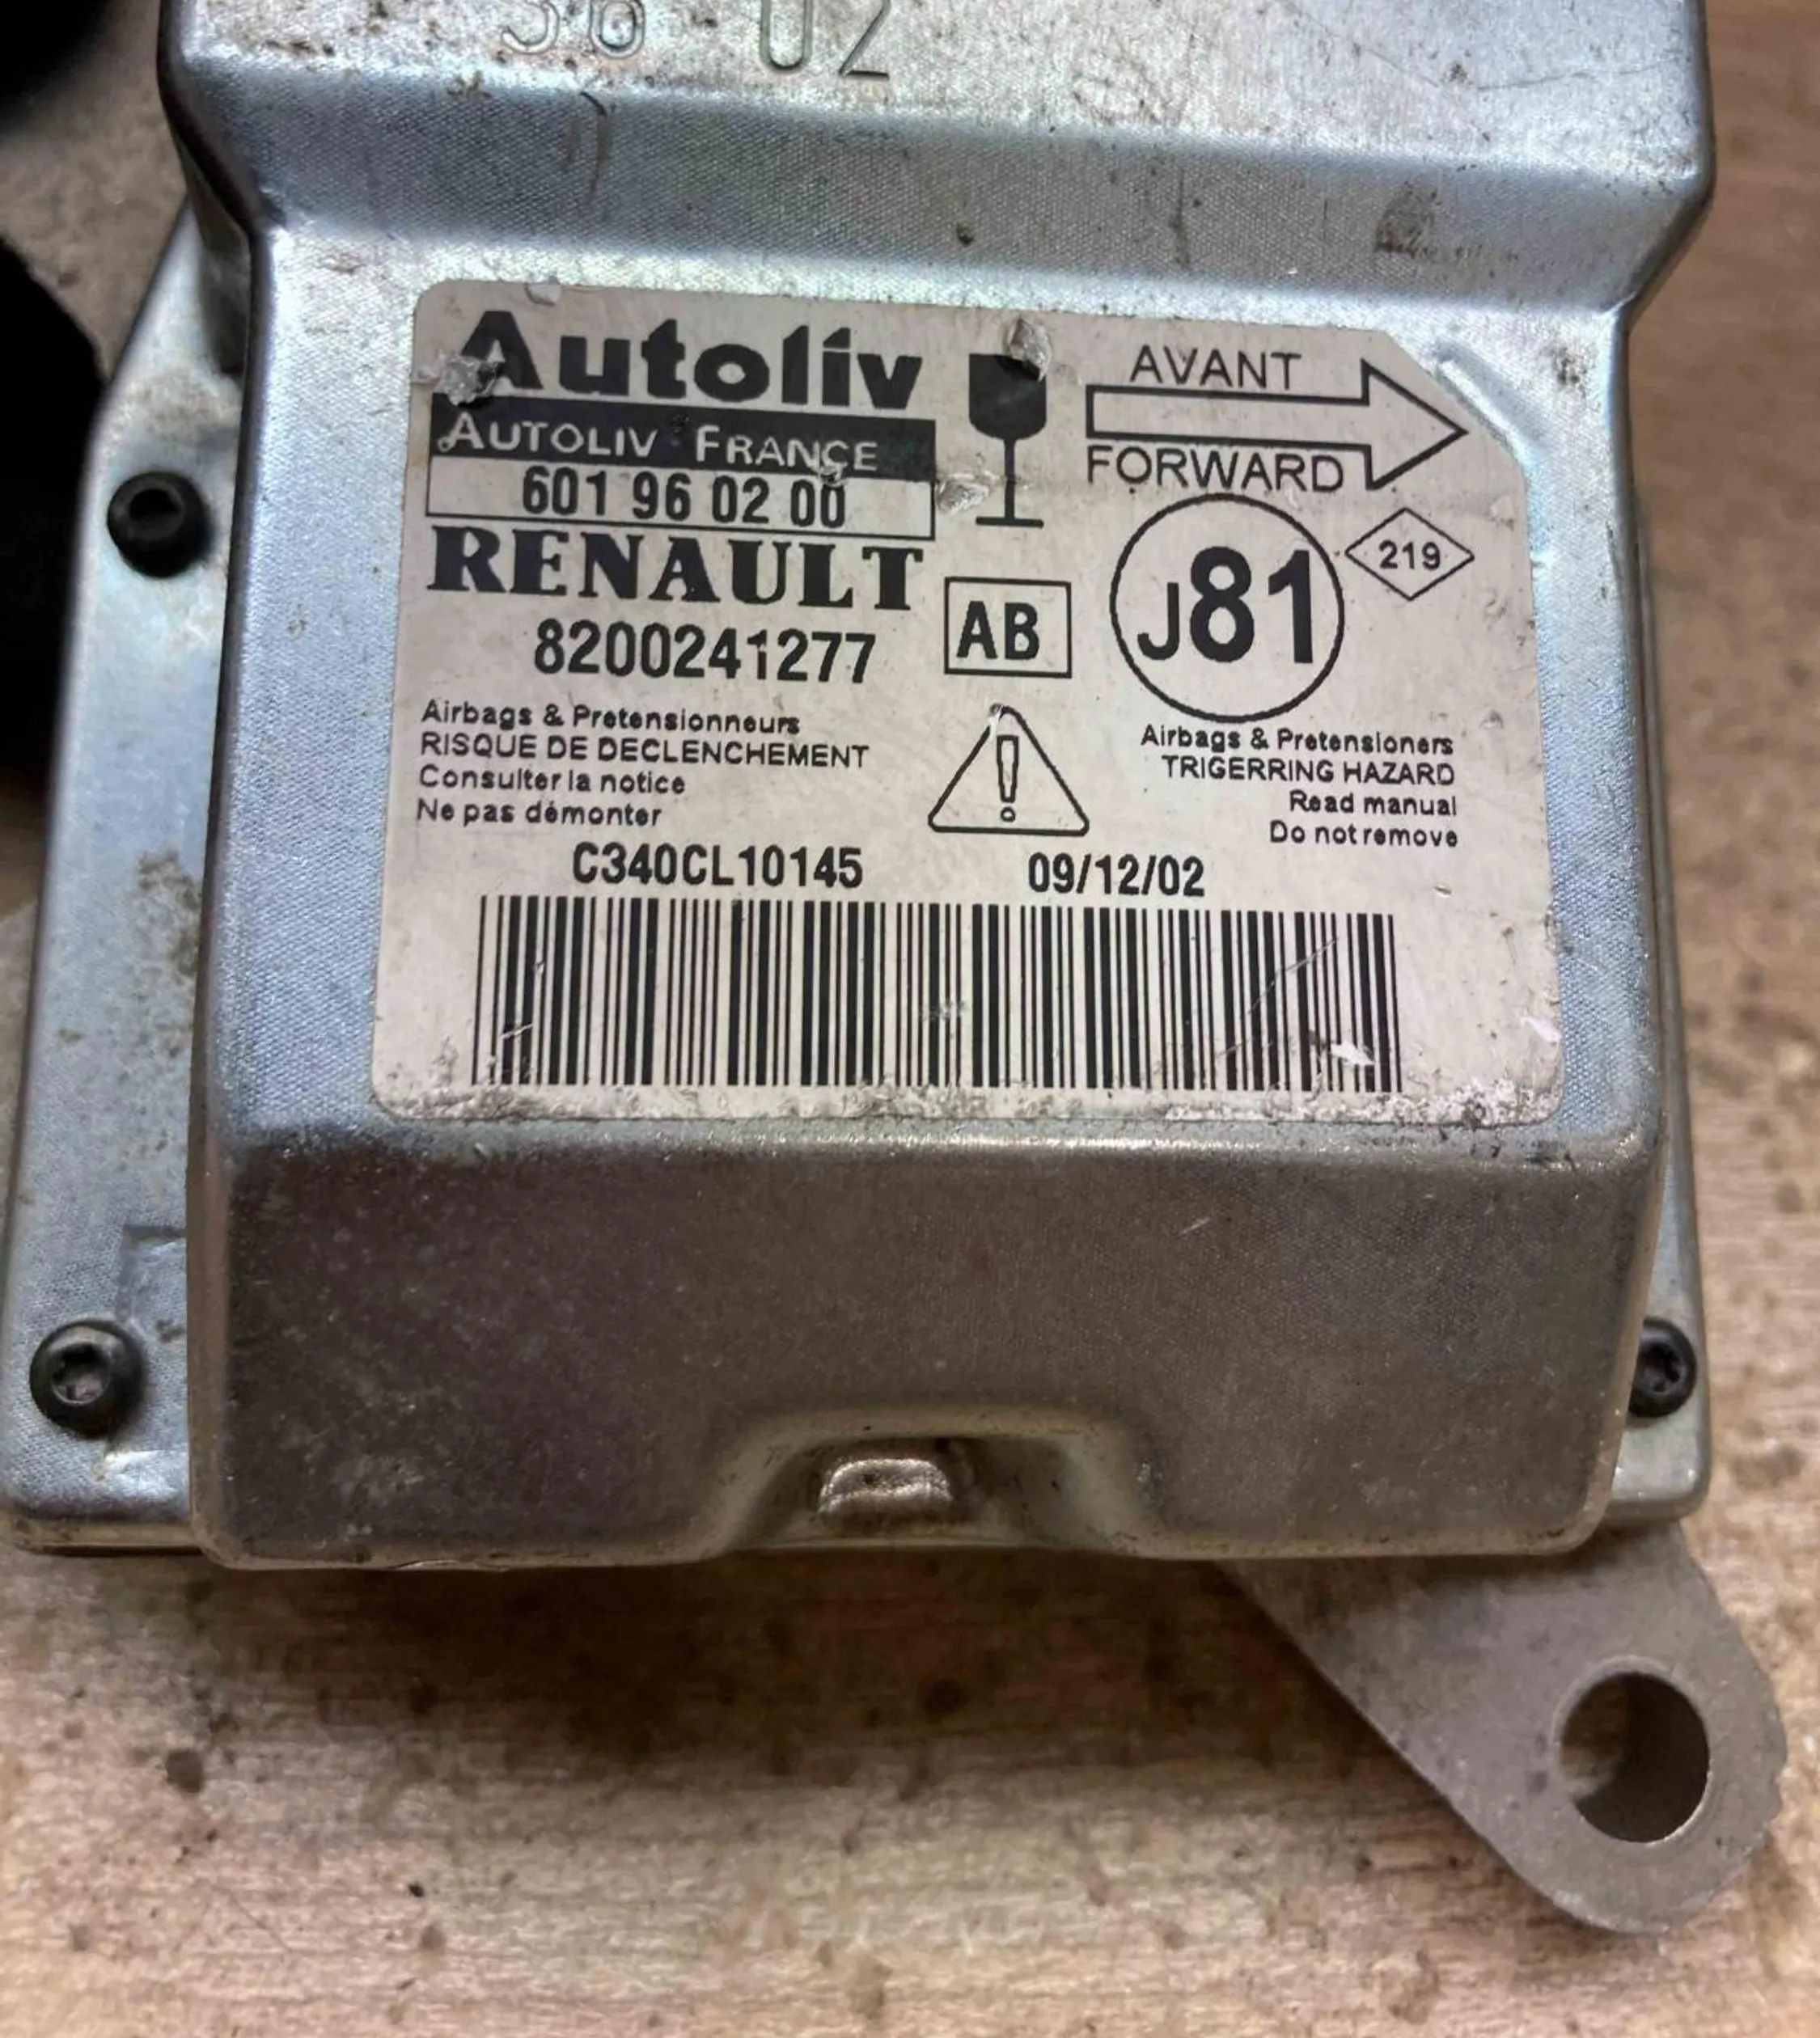 36 02
Autoliv
AUTOLIV FRANCE
601 96 02 00
RENAULT
8200241277
AB
AVANT
FORWARD
J81
219
Airbags & Pretensionneurs
RISQUE DE DECLENCHEMENT
Consulter la notice
Ne pas démonter
!
Airbags & Pretensioners
TRIGERRING HAZARD
Read manual
Do not remove
C340CL10145
09/12/02